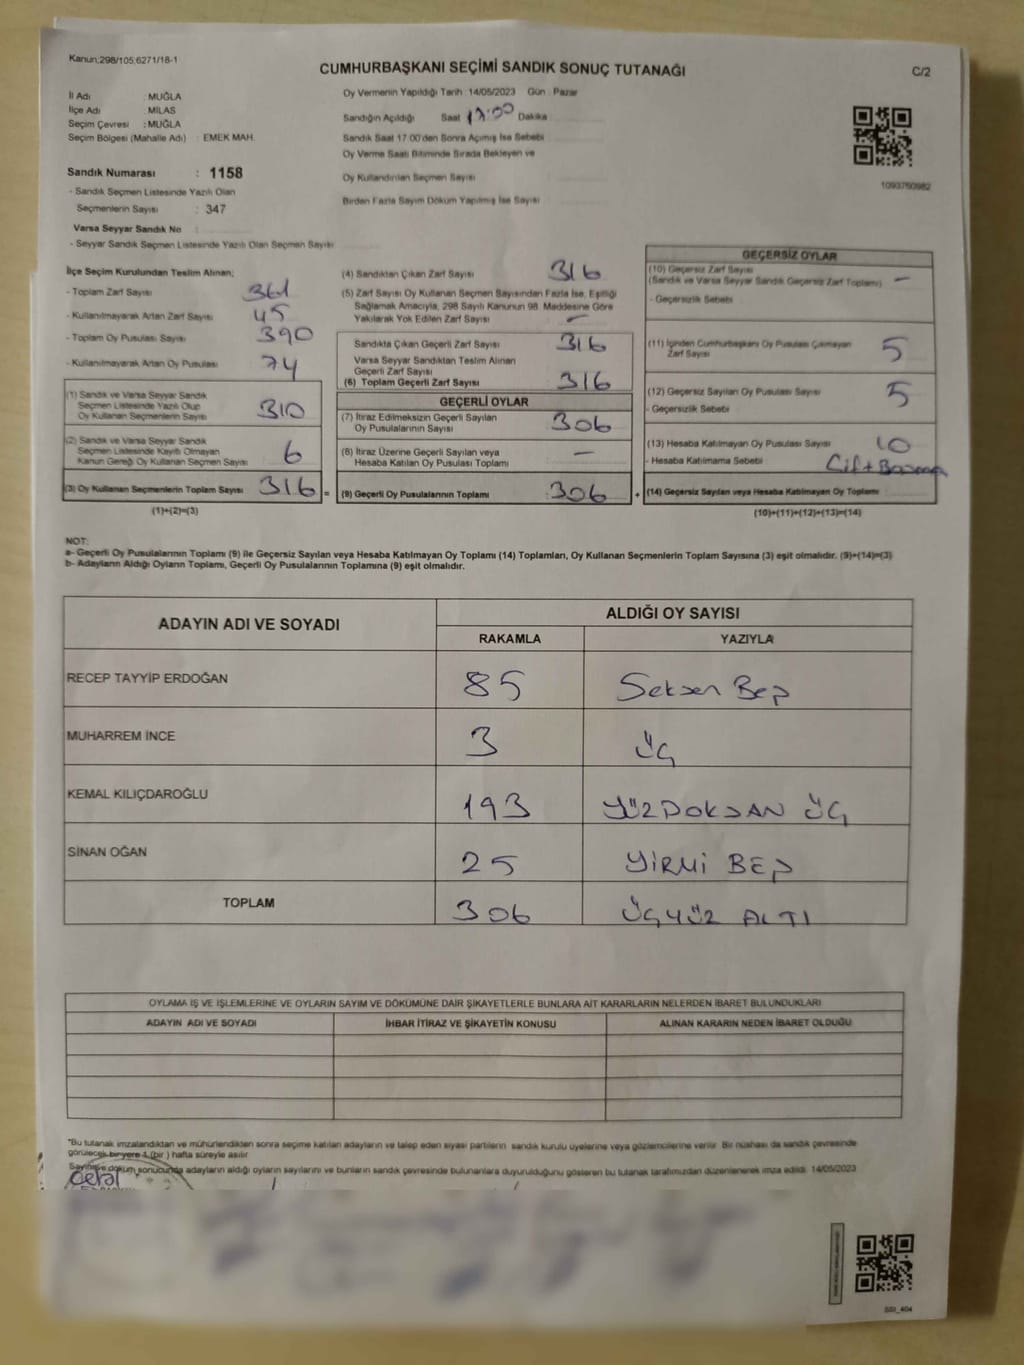 Kanun;298/105;6271/18-1
CUMHURBAŞKANI SEÇİMİ SANDIK SONUÇ TUTANAĞI
C/2
İl Adı : MUĞLA
İlçe Adı : MİLAS
Seçim Çevresi : MUĞLA
Seçim Bölgesi (Mahalle Adı) : EMEK MAH.
Oy Vermenin Yapıldığı Tarih :14/05/2023 Gün : Pazar
Sandığın Açıldığı Saat 17:00 Dakika
Sandık Saat 17.00'den Sonra Açımış İse Sebebi
Oy Verme Saati Bitiminde Sırada Bekleyen ve
Oy Kullandırılan Seçmen Sayısı
Birden Fazla Sayım Döküm Yapılmış İse Sayısı
1093760982
Sandık Numarası : 1158
- Sandık Seçmen Listesinde Yazılı Olan
Seçmenlerin Sayısı : 347
Varsa Seyyar Sandık No :
- Seyyar Sandık Seçmen Listesinde Yazılı Olan Seçmen Sayısı
İlçe Seçim Kurulundan Teslim Alınan;
- Toplam Zarf Sayısı 361
- Kullanılmayarak Artan Zarf Sayısı 45
- Toplam Oy Pusulası Sayısı 390
- Kullanılmayarak Artan Oy Pusulası 74
(1) Sandık ve Varsa Seyyar Sandık
Seçmen Listesinde Yazılı Olup
Oy Kullanan Seçmenlerin Sayısı 310
(2) Sandık ve Varsa Seyyar Sandık
Seçmen Listesinde Kayıtlı Olmayan
Kanun Gereği Oy Kullanan Seçmen Sayısı 6
(3) Oy Kullanan Seçmenlerin Toplam Sayısı 316 =
(1)+(2)=(3)
(4) Sandıktan Çıkan Zarf Sayısı 316
(5) Zarf Sayısı Oy Kullanan Seçmen Sayısından Fazla İse, Eşitliği
Sağlamak Amacıyla, 298 Sayılı Kanunun 98. Maddesine Göre
Yakılarak Yok Edilen Zarf Sayısı –
Sandıkta Çıkan Geçerli Zarf Sayısı 316
Varsa Seyyar Sandıktan Teslim Alınan
Geçerli Zarf Sayısı
(6) Toplam Geçerli Zarf Sayısı 316
GEÇERLİ OYLAR
(7) İtiraz Edilmeksizin Geçerli Sayılan
Oy Pusulalarının Sayısı 306
(8) İtiraz Üzerine Geçerli Sayılan veya
Hesaba Katılan Oy Pusulası Toplamı –
(9) Geçerli Oy Pusulalarının Toplamı : 306 +
GEÇERSİZ OYLAR
(10) Geçersiz Zarf Sayısı
(Sandık ve Varsa Seyyar Sandık Geçersiz Zarf Toplamı) –
- Geçersizlik Sebebi
(11) İçinden Cumhurbaşkanı Oy Pusulası Çıkmayan
Zarf Sayısı 5
(12) Geçersiz Sayılan Oy Pusulası Sayısı 5
- Geçersizlik Sebebi
(13) Hesaba Katılmayan Oy Pusulası Sayısı 10
- Hesaba Katılmama Sebebi
(14) Geçersiz Sayılan veya Hesaba Katılmayan Oy Toplamı
(10)+(11)+(12)+(13)=(14)
NOT:
a- Geçerli Oy Pusulalarının Toplamı (9) ile Geçersiz Sayılan veya Hesaba Katılmayan Oy Toplamı (14) Toplamları, Oy Kullanan Seçmenlerin Toplam Sayısına (3) eşit olmalıdır. (9)+(14)=(3)
b- Adayların Aldığı Oyların Toplamı, Geçerli Oy Pusulalarının Toplamına (9) eşit olmalıdır.
ADAYIN ADI VE SOYADI
ALDIĞI OY SAYISI
RAKAMLA YAZIYLA
RECEP TAYYİP ERDOĞAN 85 Seksen Beş
MUHARREM İNCE 3 ÜÇ
KEMAL KILIÇDAROĞLU 193 YÜZDOKSAN ÜÇ
SİNAN OĞAN 25 YİRMİ BEŞ
TOPLAM 306 ÜÇYÜZ ALTI
OYLAMA İŞ VE İŞLEMLERİNE VE OYLARIN SAYIM VE DÖKÜMÜNE DAİR ŞİKAYETLERLE BUNLARA AİT KARARLARIN NELERDEN İBARET BULUNDUKLARI
ADAYIN ADI VE SOYADI İHBAR İTİRAZ VE ŞİKAYETİN KONUSU ALINAN KARARIN NEDEN İBARET OLDUĞU
*Bu tutanak imzalandıktan ve mühürlendikten sonra seçime katılan adayların ve talep eden siyasi partilerin sandık kurulu üyelerine veya gözlemcilerine verilir. Bir nüshası da sandık çevresinde
görülecek bir yere 1 (bir ) hafta süreyle asılır.
döküm sonucunda adayların aldığı oyların sayılarını ve bunların sandık çevresinde bulunanlara duyurulduğunu gösteren bu tutanak tarafımızdan düzenlenerek imza edildi. 14/05/2023
SSI_404